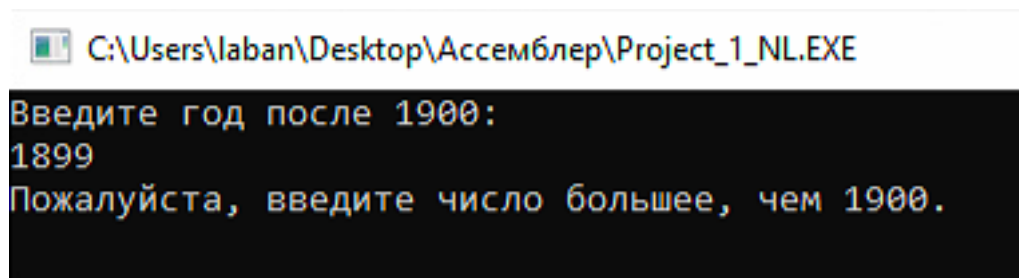 C:\Users\laban\Desktop\Ассемблер\Project_1_NL.EXE
Введите год после 1900:
1899
Пожалуйста, введите число большее, чем 1900.